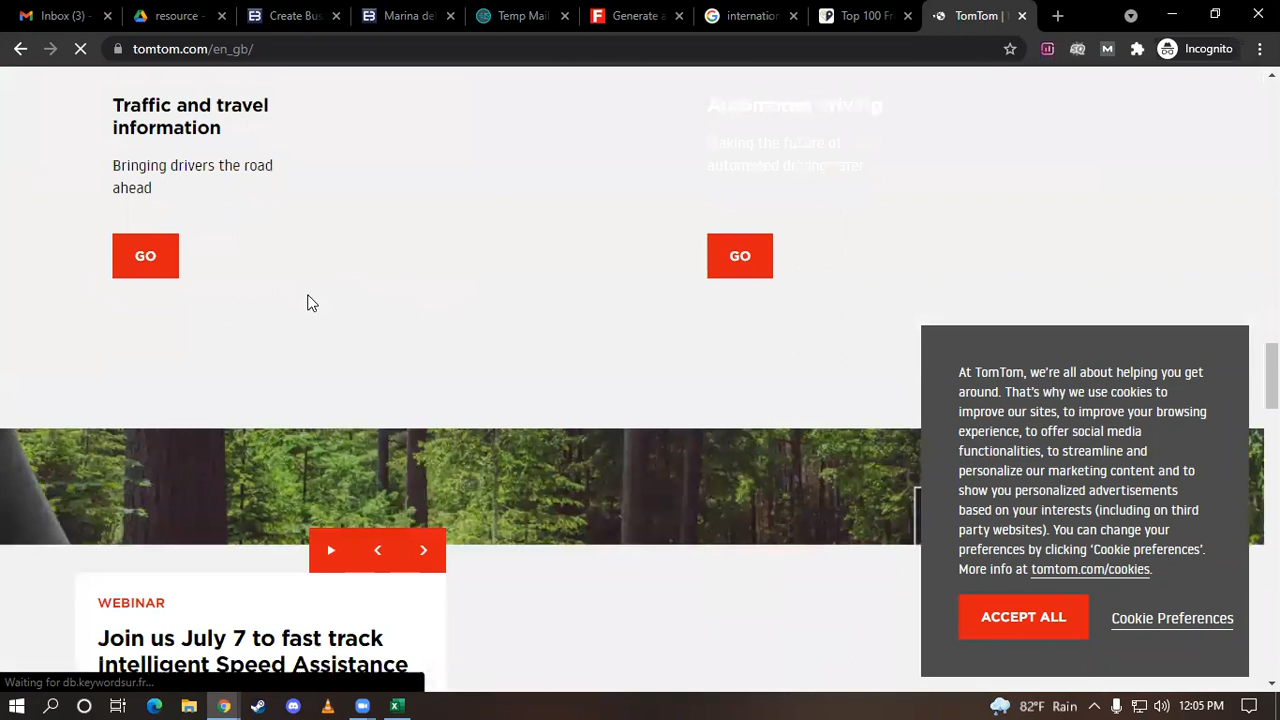 Inbox (3)
resource -
Create Bus
Marina de
Temp Mail
Generate a
internation
Top 100 Fr
TomTom |
tomtom.com/en_gb/
Incognito
Traffic and travel
information
Bringing drivers the road
ahead
GO
Automated driving
Making the future of
automated driving
GO
At TomTom, we're all about helping you get
around. That's why we use cookies to
improve our sites, to improve your browsing
experience, to offer social media
functionalities, to streamline and
personalize our marketing content and to
show you personalized advertisements
based on your interests (including on third
party websites). You can change your
preferences by clicking 'Cookie preferences'.
More info at tomtom.com/cookies.
ACCEPT ALL
Cookie Preferences
WEBINAR
Join us July 7 to fast track
Intelligent Speed Assistance
Waiting for db.keywordsur.fr...
82°F Rain
12:05 PM